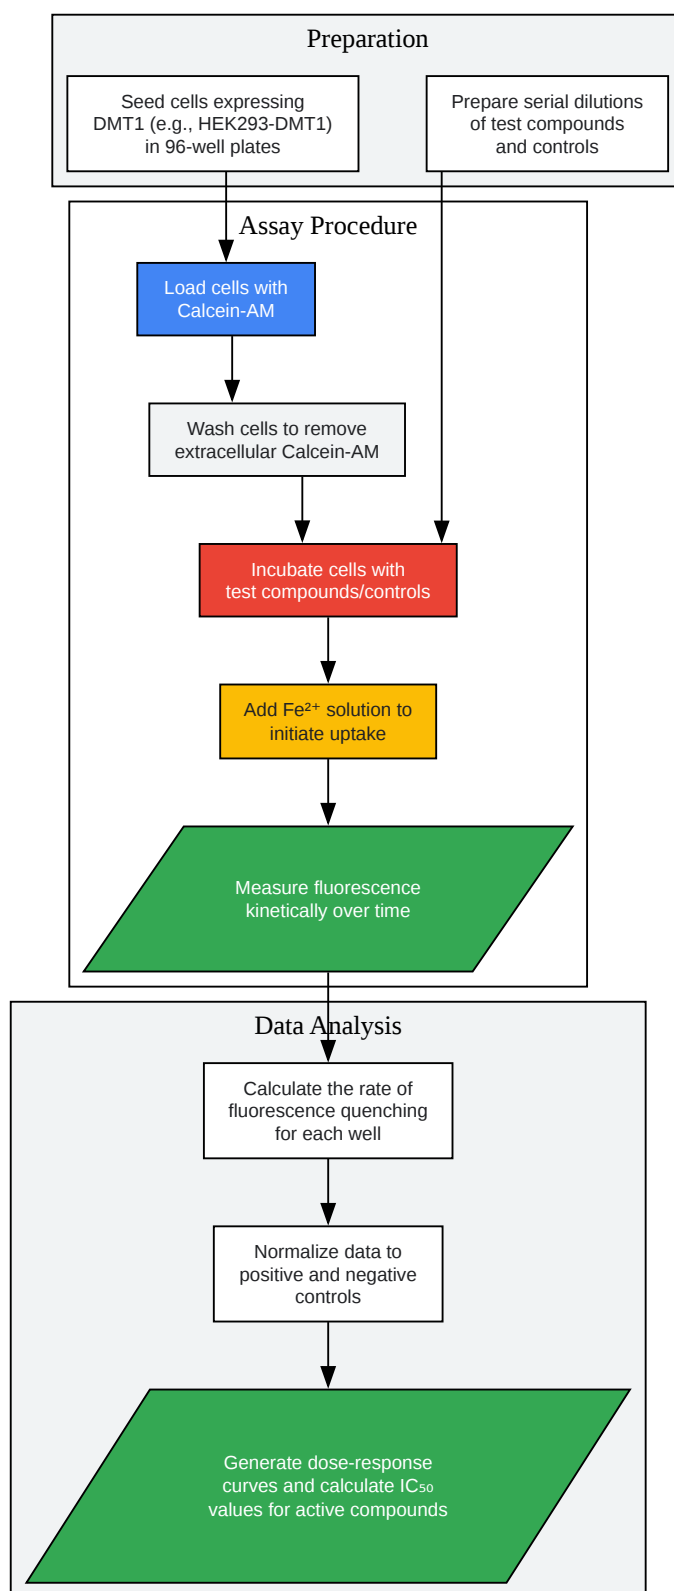 Preparation
Seed cells expressing
DMT1 (e.g., HEK293-DMT1)
in 96-well plates
Prepare serial dilutions
of test compounds
and controls
Assay Procedure
Load cells with
Calcein-AM
Wash cells to remove
extracellular Calcein-AM
Incubate cells with
test compounds/controls
Add Fe²⁺ solution to
initiate uptake
Measure fluorescence
kinetically over time
Data Analysis
Calculate the rate of
fluorescence quenching
for each well
Normalize data to
positive and negative
controls
Generate dose-response
curves and calculate IC₅₀
values for active compounds